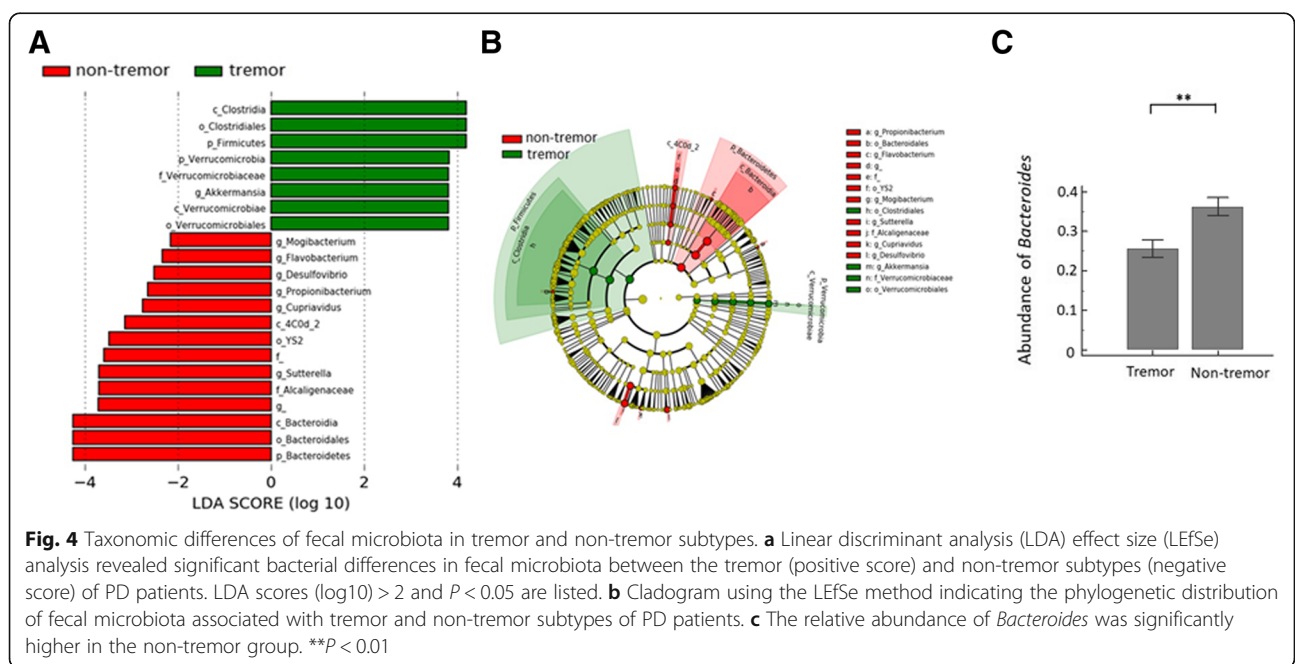 A
non-tremor tremor
c_Clostridia
o_Clostridiales
p_Firmicutes
p_Verrucomicrobia
f_Verrucomicrobiaceae
g_Akkermansia
c_Verrucomicrobiae
o_Verrucomicrobiales
g_Mogibacterium
g_Flavobacterium
g_Desulfovibrio
g_Propionibacterium
g_Cupriavidus
c_4C0d_2
o_YS2
f_
g_Sutterella
f_Alcaligenaceae
g_
c_Bacteroidia
o_Bacteroidales
p_Bacteroidetes
−4 −2 0 2 4
LDA SCORE (log 10)
B
non-tremor
tremor
p_Firmicutes
c_Clostridia
h
c_4C0d_2
p_Bacteroidetes
c_Bacteroidia
b
p_Verrucomicrobia
c_Verrucomicrobiae
a: g_Propionibacterium
b: o_Bacteroidales
c: g_Flavobacterium
d: g_
e: f_
f: o_YS2
g: g_Mogibacterium
h: o_Clostridiales
i: g_Sutterella
j: f_Alcaligenaceae
k: g_Cupriavidus
l: g_Desulfovibrio
m: g_Akkermansia
n: f_Verrucomicrobiaceae
o: o_Verrucomicrobiales
C
**
Abundance of Bacteroides
0.4
0.3
0.2
0.1
0
Tremor Non-tremor
Fig. 4 Taxonomic differences of fecal microbiota in tremor and non-tremor subtypes. a Linear discriminant analysis (LDA) effect size (LEfSe)
analysis revealed significant bacterial differences in fecal microbiota between the tremor (positive score) and non-tremor subtypes (negative
score) of PD patients. LDA scores (log10) > 2 and P < 0.05 are listed. b Cladogram using the LEfSe method indicating the phylogenetic distribution
of fecal microbiota associated with tremor and non-tremor subtypes of PD patients. c The relative abundance of Bacteroides was significantly
higher in the non-tremor group. **P < 0.01